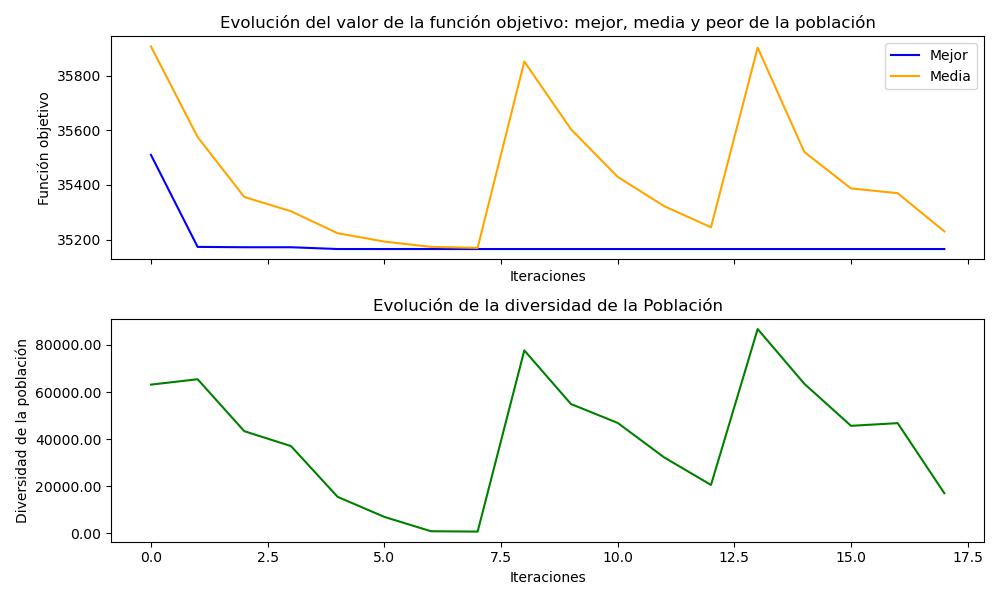 Evolución del valor de la función objetivo: mejor, media y peor de la población
Mejor
Media
35800
35600
35400
35200
Función objetivo
Iteraciones
Evolución de la diversidad de la Población
80000.00
60000.00
40000.00
20000.00
0.00
Diversidad de la población
0.0 2.5 5.0 7.5 10.0 12.5 15.0 17.5
Iteraciones